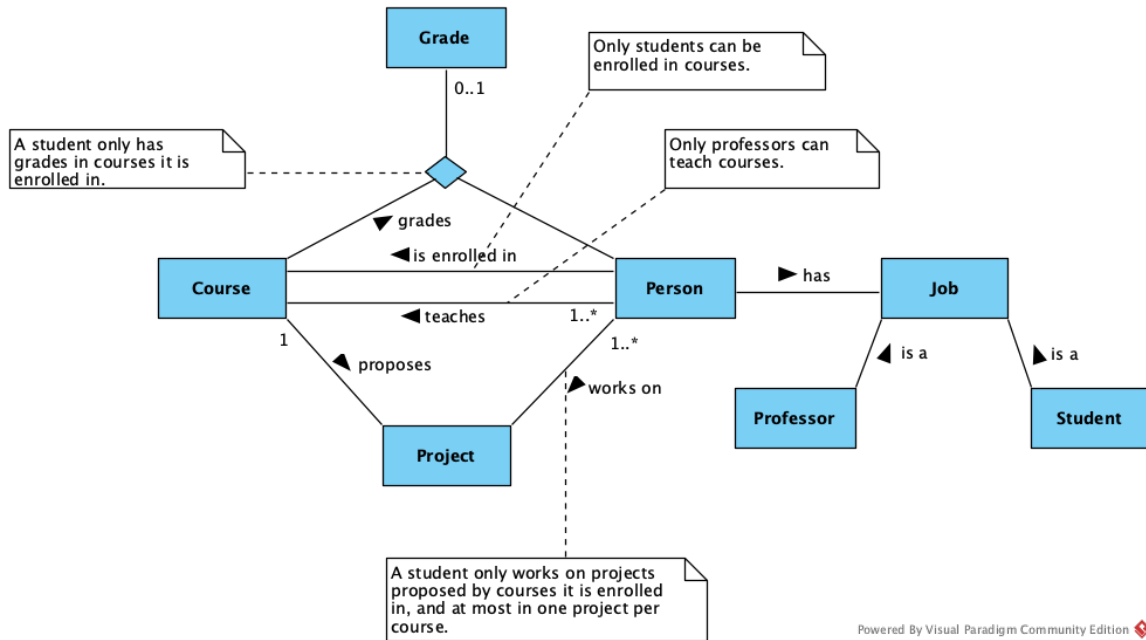 Grade
0..1
Only students can be
enrolled in courses.
A student only has
grades in courses it is
enrolled in.
Only professors can
teach courses.
grades
is enrolled in
Course
Person
has
Job
teaches
1..*
1
1..*
proposes
works on
is a
is a
Professor
Student
Project
A student only works on projects
proposed by courses it is enrolled
in, and at most in one project per
course.
Powered By Visual Paradigm Community Edition